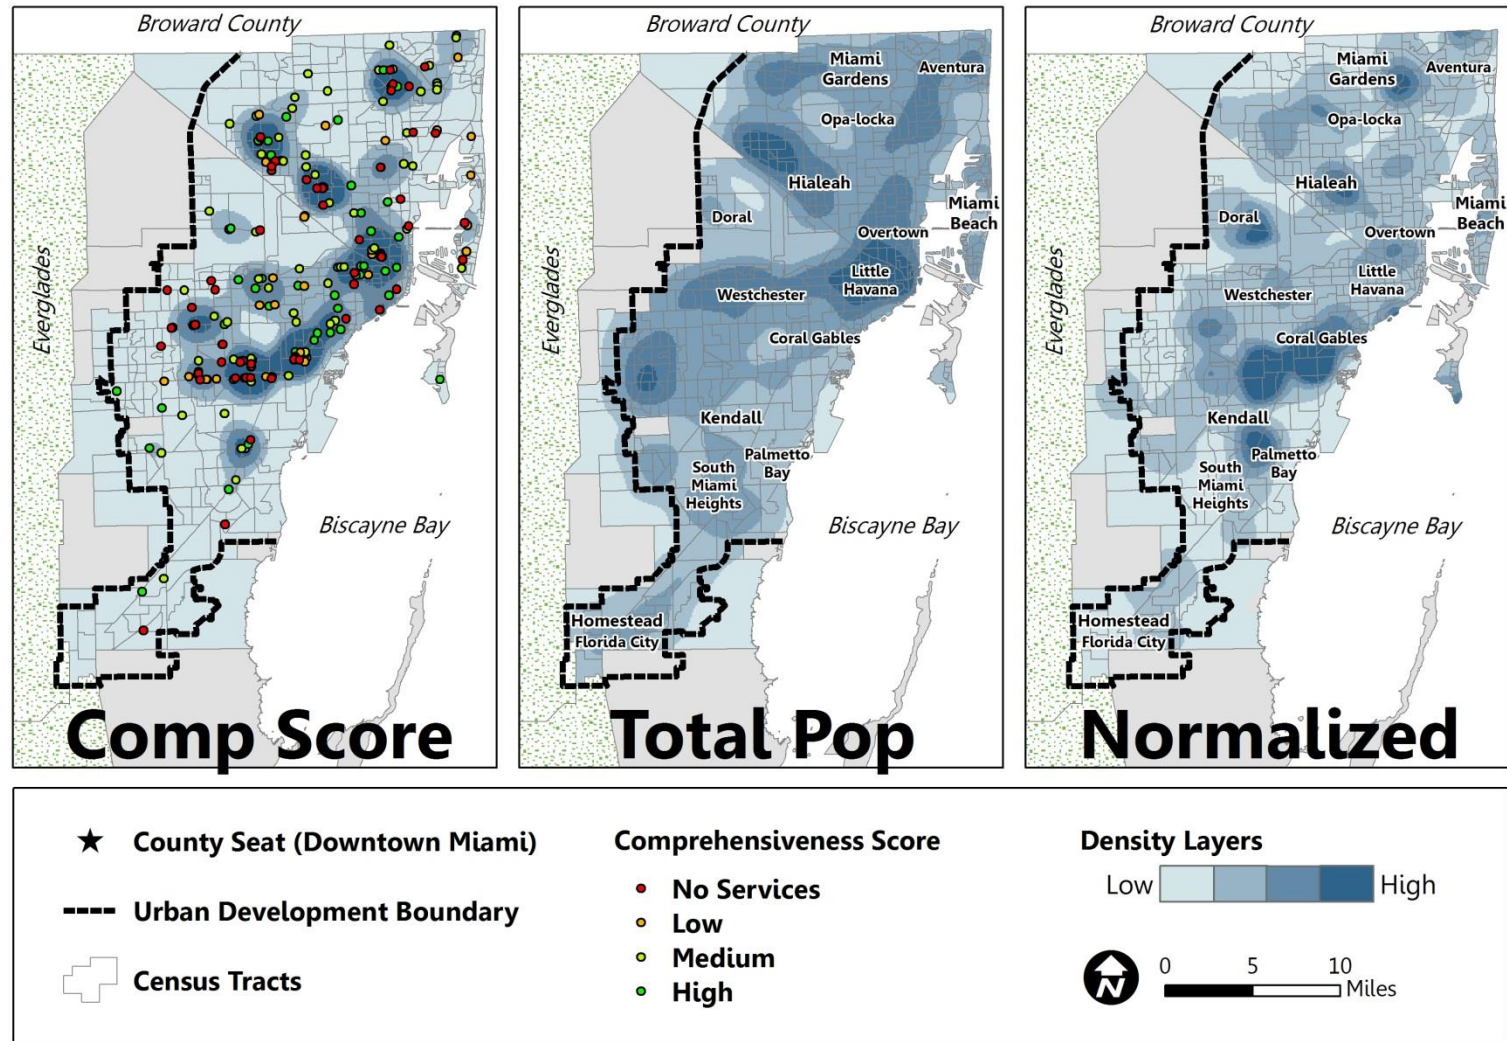 Broward County
Everglades
Biscayne Bay
Comp Score
Broward County
Miami
Gardens
Aventura
Opa-locka
Hialeah
Miami
Beach
Doral
Overtown
Little
Havana
Westchester
Coral Gables
Everglades
Kendall
Palmetto
Bay
South
Miami
Heights
Biscayne Bay
Homestead
Florida City
Total Pop
Broward County
Miami
Gardens
Aventura
Opa-locka
Hialeah
Miami
Beach
Doral
Overtown
Little
Havana
Westchester
Coral Gables
Everglades
Kendall
Palmetto
Bay
South
Miami
Heights
Biscayne Bay
Homestead
Florida City
Normalized
County Seat (Downtown Miami)
Urban Development Boundary
Census Tracts
Comprehensiveness Score
No Services
Low
Medium
High
Density Layers
Low High
N
0 5 10
Miles